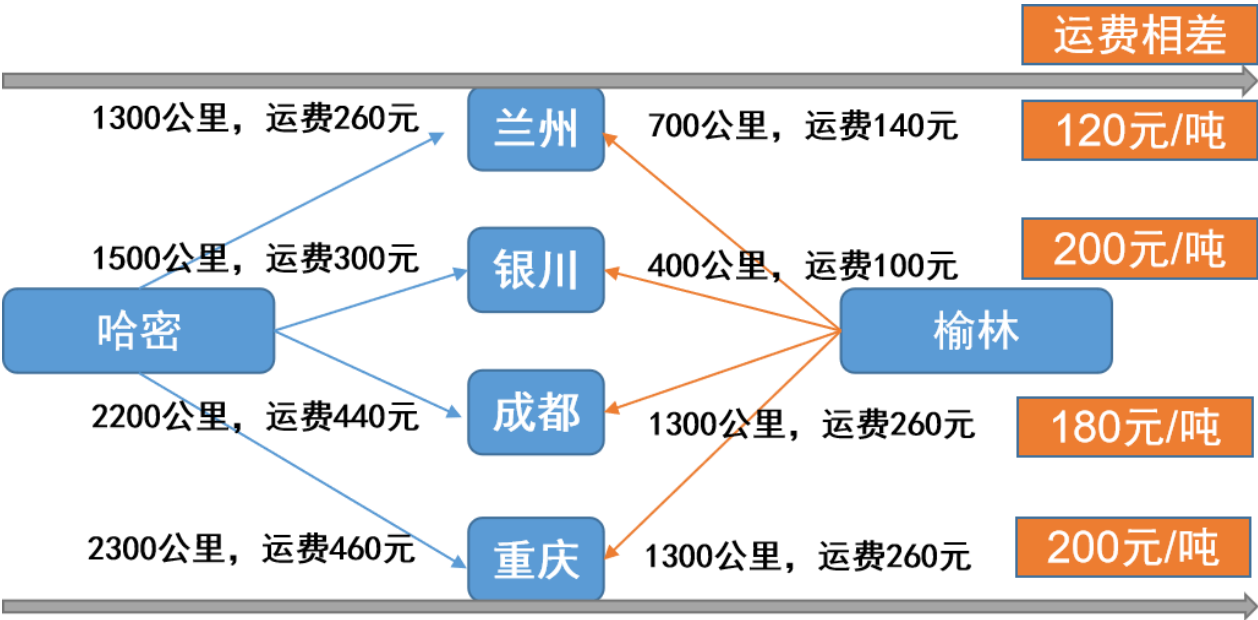 运费相差
1300公里，运费260元
兰州
700公里，运费140元
120元/吨
1500公里，运费300元
银川
400公里，运费100元
200元/吨
哈密
榆林
2200公里，运费440元
成都
1300公里，运费260元
180元/吨
2300公里，运费460元
重庆
1300公里，运费260元
200元/吨